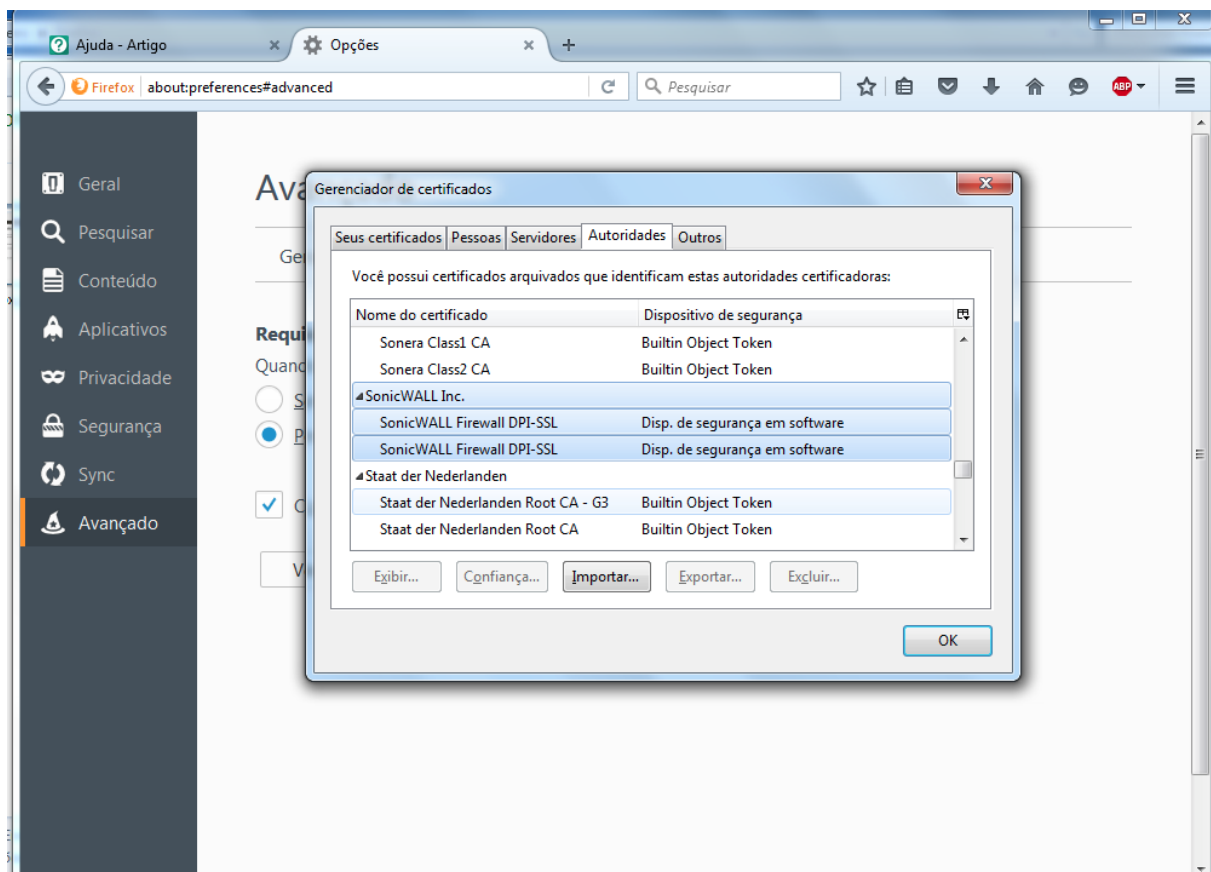 Ajuda - Artigo
Opções
Firefox about:preferences#advanced
Pesquisar
ABP
Geral
Pesquisar
Conteúdo
Aplicativos
Privacidade
Segurança
Sync
Avançado
Ava
Ge
Requi
Quand
S
P
C
V
Gerenciador de certificados
Seus certificados Pessoas Servidores Autoridades Outros
Você possui certificados arquivados que identificam estas autoridades certificadoras:
Nome do certificado Dispositivo de segurança
Sonera Class1 CA Builtin Object Token
Sonera Class2 CA Builtin Object Token
SonicWALL Inc.
SonicWALL Firewall DPI-SSL Disp. de segurança em software
SonicWALL Firewall DPI-SSL Disp. de segurança em software
Staat der Nederlanden
Staat der Nederlanden Root CA - G3 Builtin Object Token
Staat der Nederlanden Root CA Builtin Object Token
Exibir... Confiança... Importar... Exportar... Excluir...
OK